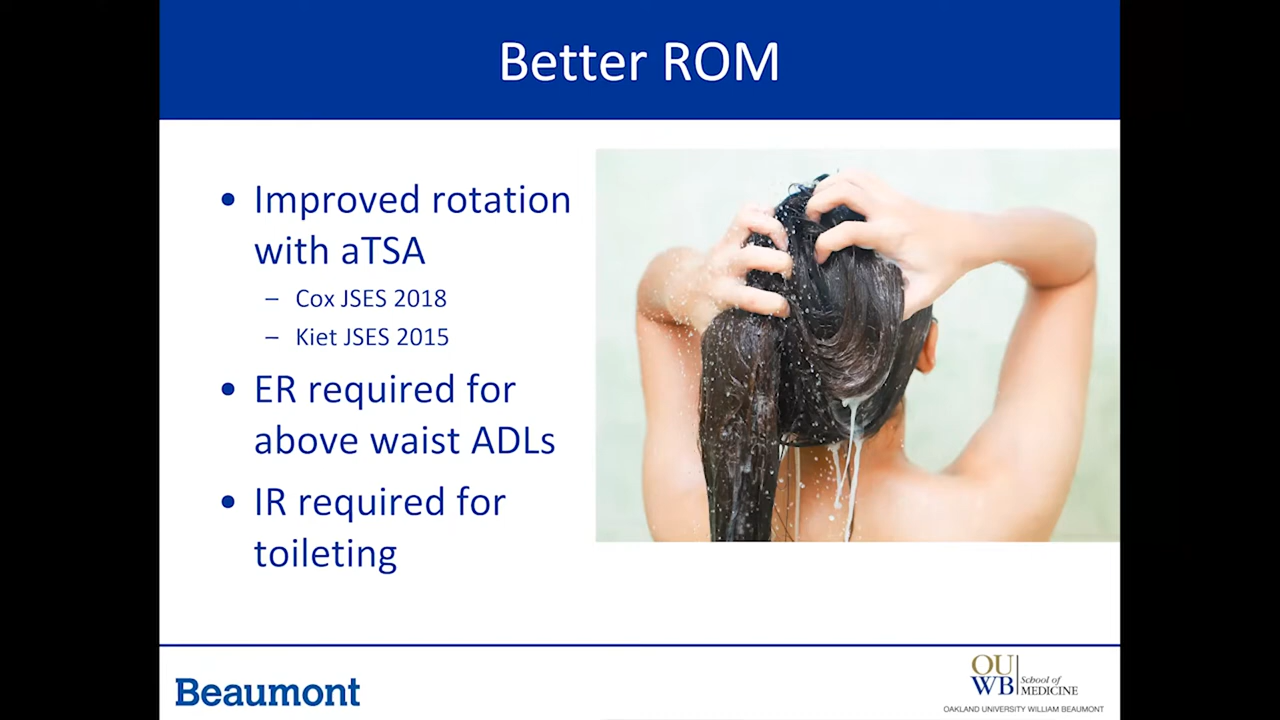 Better ROM
• Improved rotation
with aTSA
– Cox JSES 2018
– Kiet JSES 2015
• ER required for
above waist ADLs
• IR required for
toileting
Beaumont
OU
WB
School of
MEDICINE
OAKLAND UNIVERSITY WILLIAM BEAUMONT